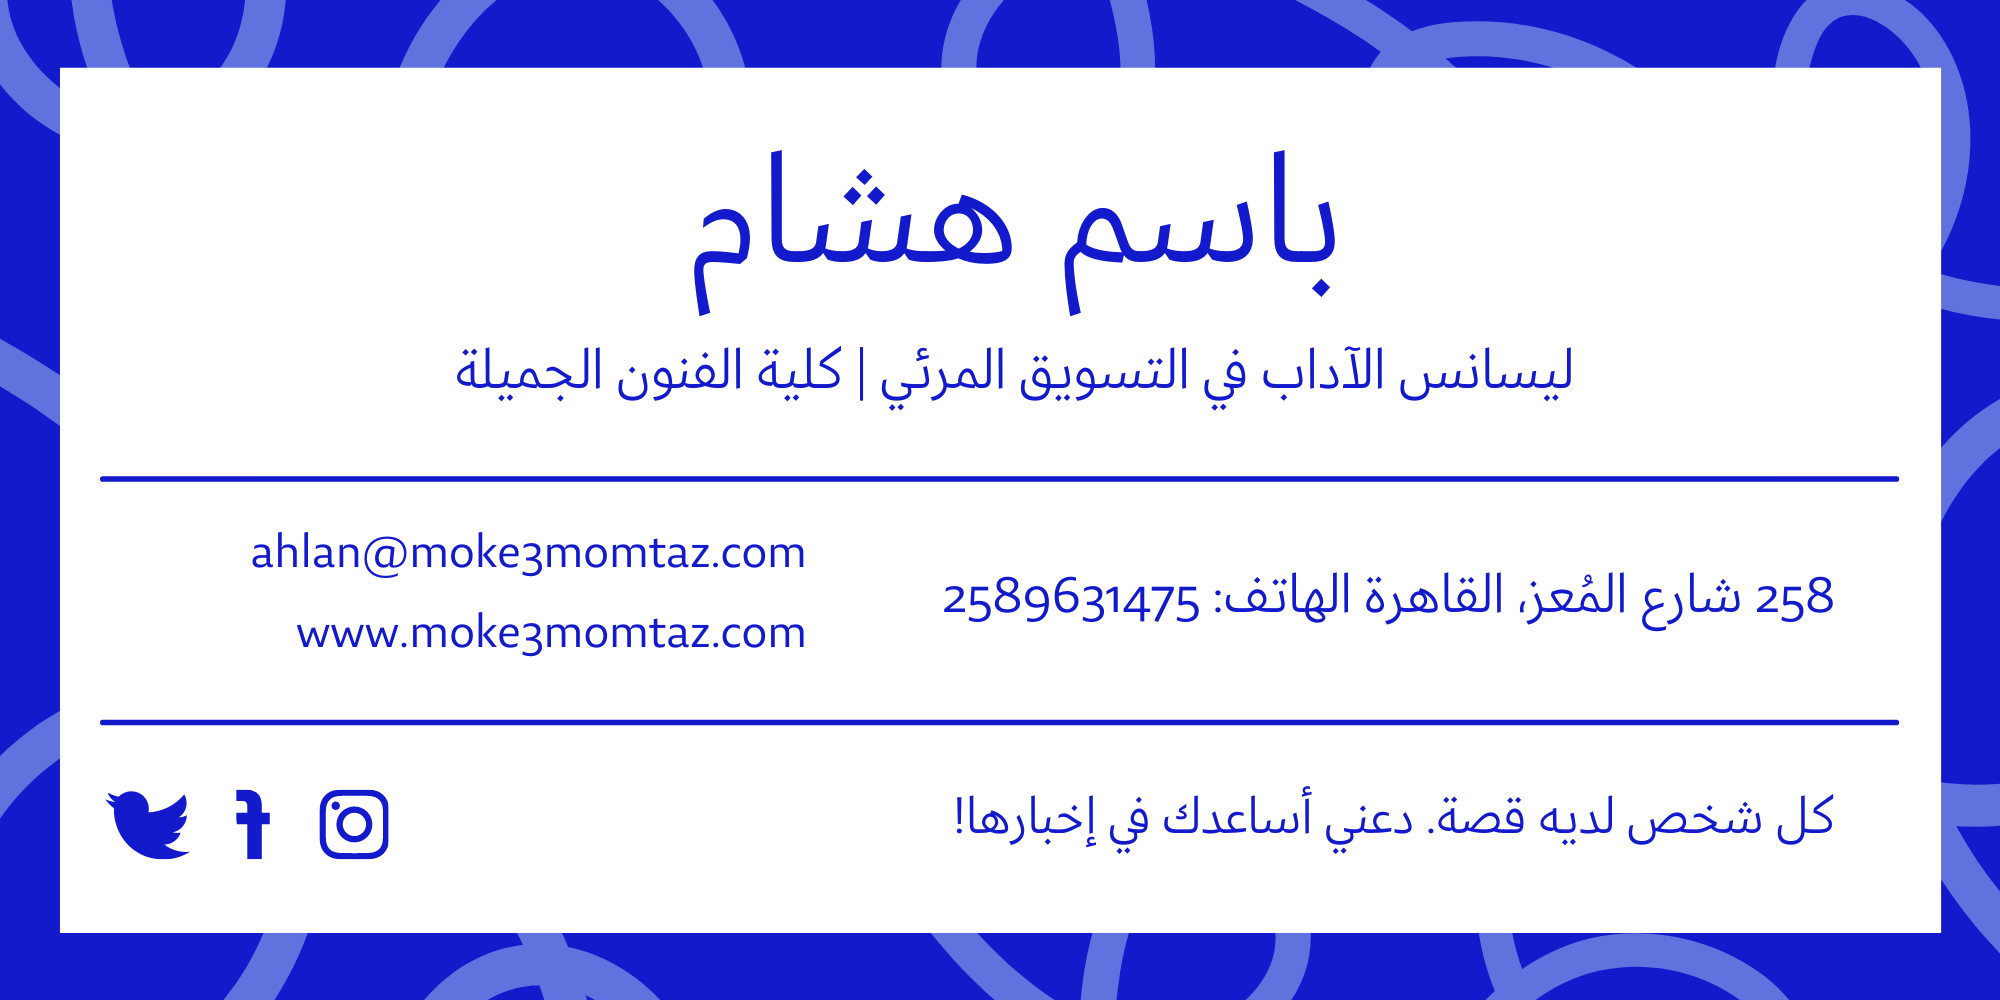 باسم هشام
ليسانس الآداب في التسويق المرئي | كلية الفنون الجميلة
258 شارع المُعز، القاهرة الهاتف: 2589631475
ahlan@moke3momtaz.com
www.moke3momtaz.com
كل شخص لديه قصة. دعني أساعدك في إخبارها!